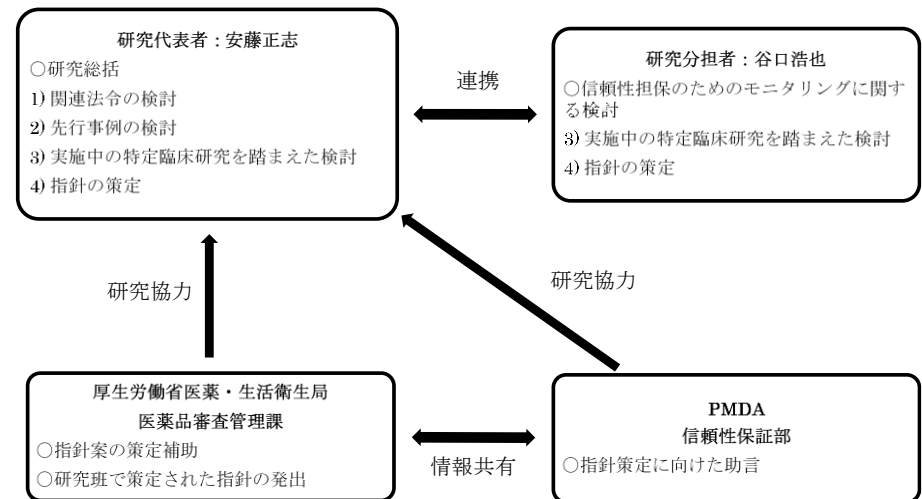 研究代表者：安藤正志
○研究総括
1) 関連法令の検討
2) 先行事例の検討
3) 実施中の特定臨床研究を踏まえた検討
4) 指針の策定
連携
研究分担者：谷口浩也
○信頼性担保のためのモニタリングに関す
る検討
3) 実施中の特定臨床研究を踏まえた検討
4) 指針の策定
研究協力
研究協力
厚生労働省医薬・生活衛生局
医薬品審査管理課
○指針案の策定補助
○研究班で策定された指針の発出
情報共有
PMDA
信頼性保証部
○指針策定に向けた助言